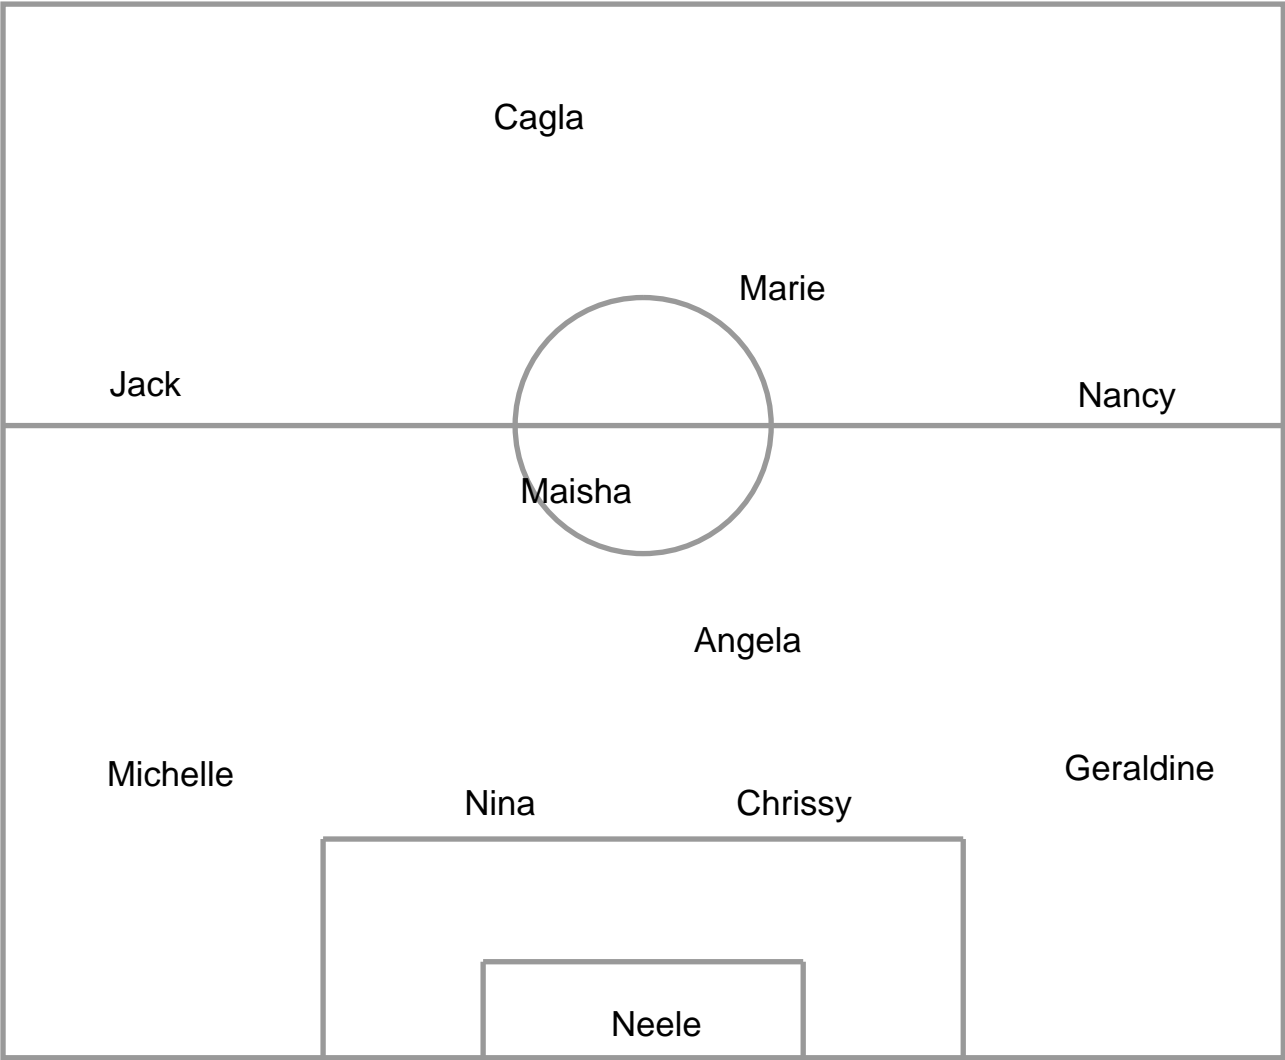 Cagla
Marie
Jack
Nancy
Maisha
Angela
Michelle
Geraldine
Nina
Chrissy
Neele